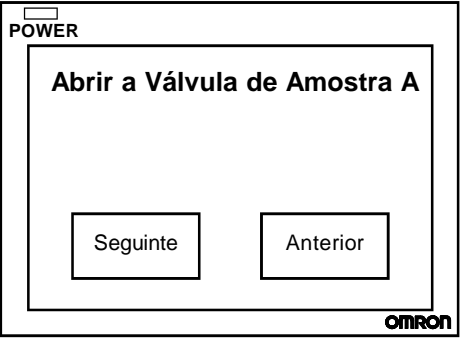 POWER
Abrir a Válvula de Amostra A
Seguinte
Anterior
OMRON